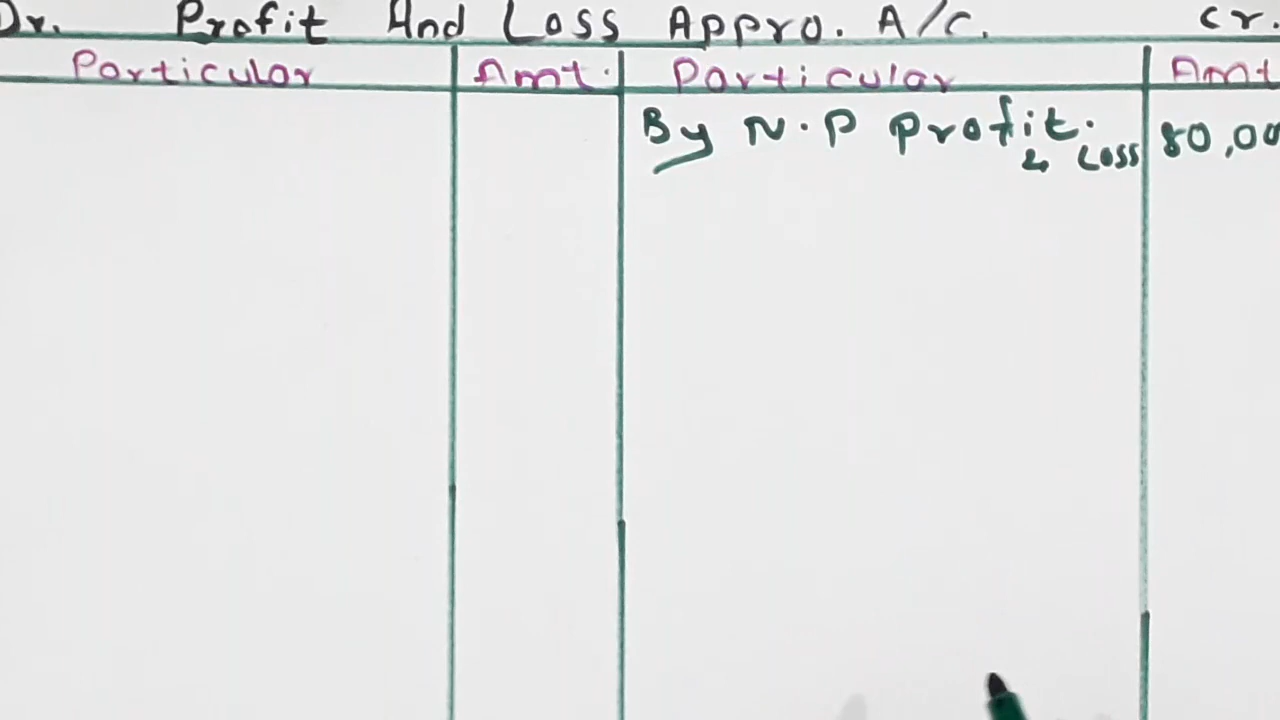 Dr. Profit And Loss Appro. A/C. Cr.
Particular Amt. Particular Amt
By N.P Profit. 80,00
& Loss